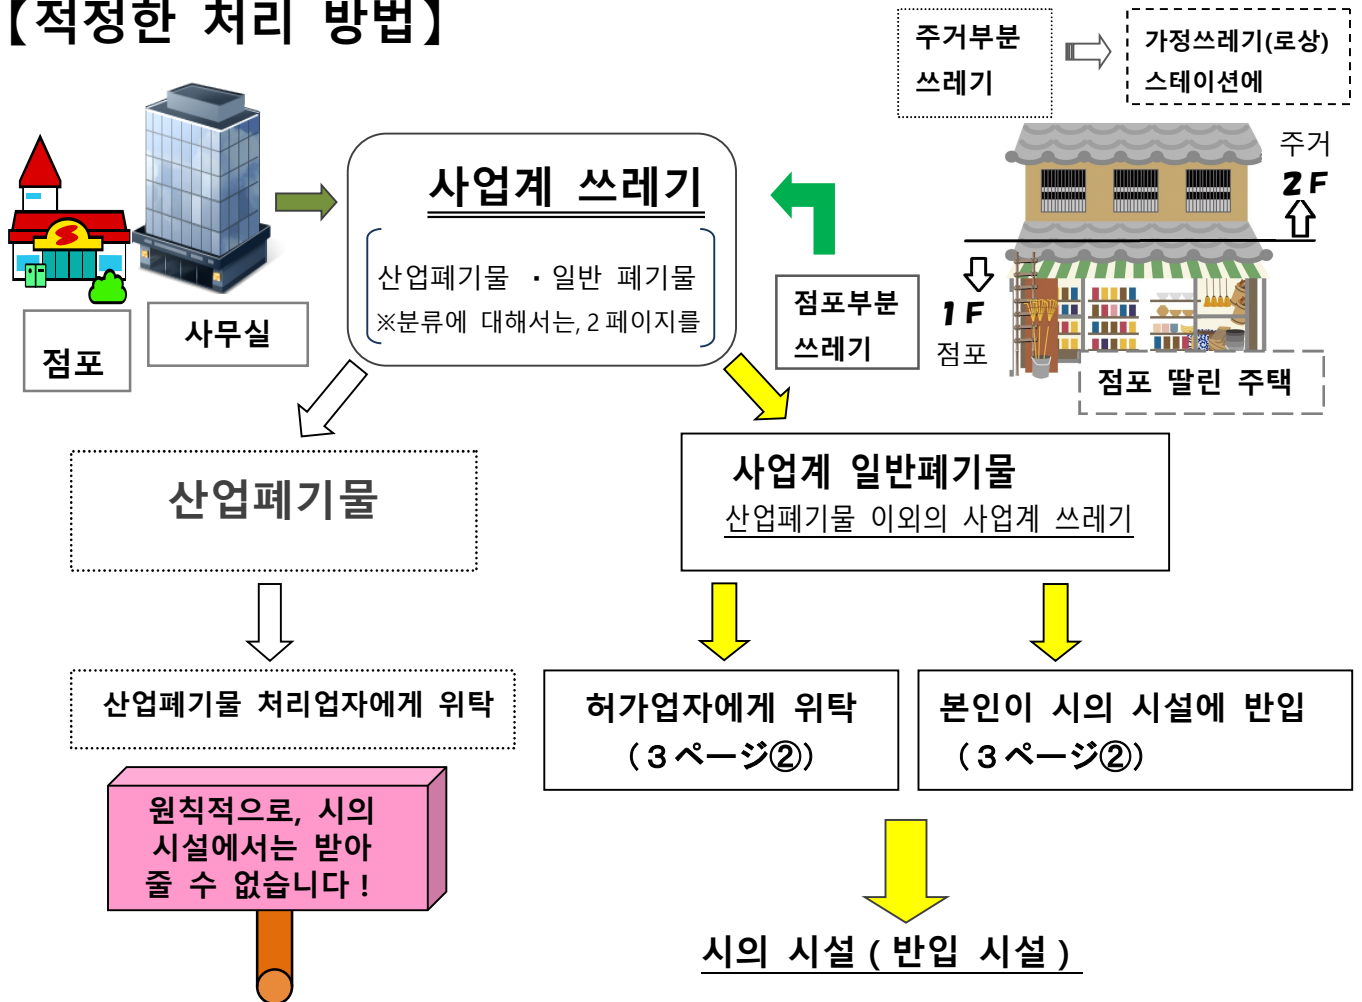 【적정한 처리 방법】
주거부분
쓰레기
가정쓰레기(로상)
스테이션에
주거
2F
1F
점포
점포 딸린 주택
점포부분
쓰레기
사업계 쓰레기
산업폐기물 ・일반 폐기물
※분류에 대해서는, 2 페이지를
점포
사무실
산업폐기물
사업계 일반폐기물
산업폐기물 이외의 사업계 쓰레기
산업폐기물 처리업자에게 위탁
허가업자에게 위탁
(３ページ②)
본인이 시의 시설에 반입
(３ページ②)
원칙적으로, 시의
시설에서는 받아
줄 수 없습니다 !
시의 시설 ( 반입 시설 )